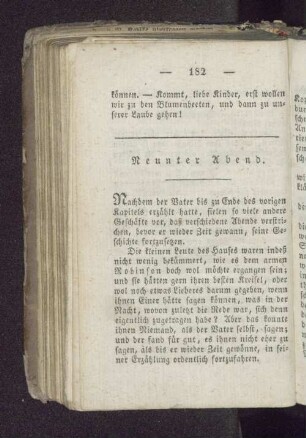 — 182 —
können. — Kommt, liebe Kinder, erst wollen
wir zu den Blumenbeeten, und dann zu un-
serer Laube gehen!
Neunter Abend.
Nachdem der Vater bis zu Ende des vorigen
Kapitels erzählt hatte, fielen so viele andere
Geschäfte vor, daß verschiedene Abende verstri-
chen, bevor er wieder Zeit gewann, seine Ge-
schichte fortzusetzen.
Die kleinen Leute des Hauses waren indeß
nicht wenig bekümmert, wie es dem armen
Robinson doch wol möchte ergangen sein;
und sie hätten gern ihren besten Kreisel, oder
wol noch etwas Lieberes darum gegeben, wenn
ihnen Einer hätte sagen können, was in der
Nacht, wovon zuletzt die Rede war, sich denn
eigentlich zugetragen habe? Aber das konnte
ihnen Niemand, als der Vater selbst, sagen;
und der fand für gut, es ihnen nicht eher zu
sagen, als bis er wieder Zeit gewönne, in sei-
ner Erzählung ordentlich fortzufahren.